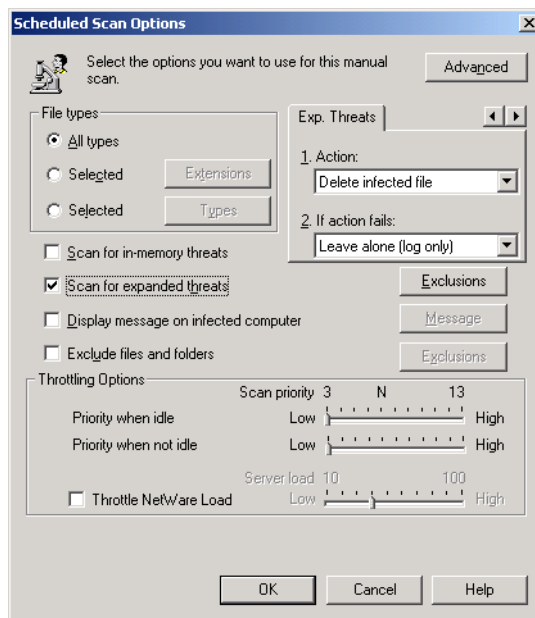 Scheduled Scan Options
Select the options you want to use for this manual
scan.
Advanced
File types
All types
Selected
Extensions
Selected
Types
Exp. Threats
1. Action:
Delete infected file
2. If action fails:
Leave alone (log only)
Scan for in-memory threats
Scan for expanded threats
Exclusions
Display message on infected computer
Message
Exclude files and folders
Exclusions
Throttling Options
Scan priority 3 N 13
Priority when idle Low High
Priority when not idle Low High
Server load 10 100
Throttle NetWare Load Low High
OK Cancel Help